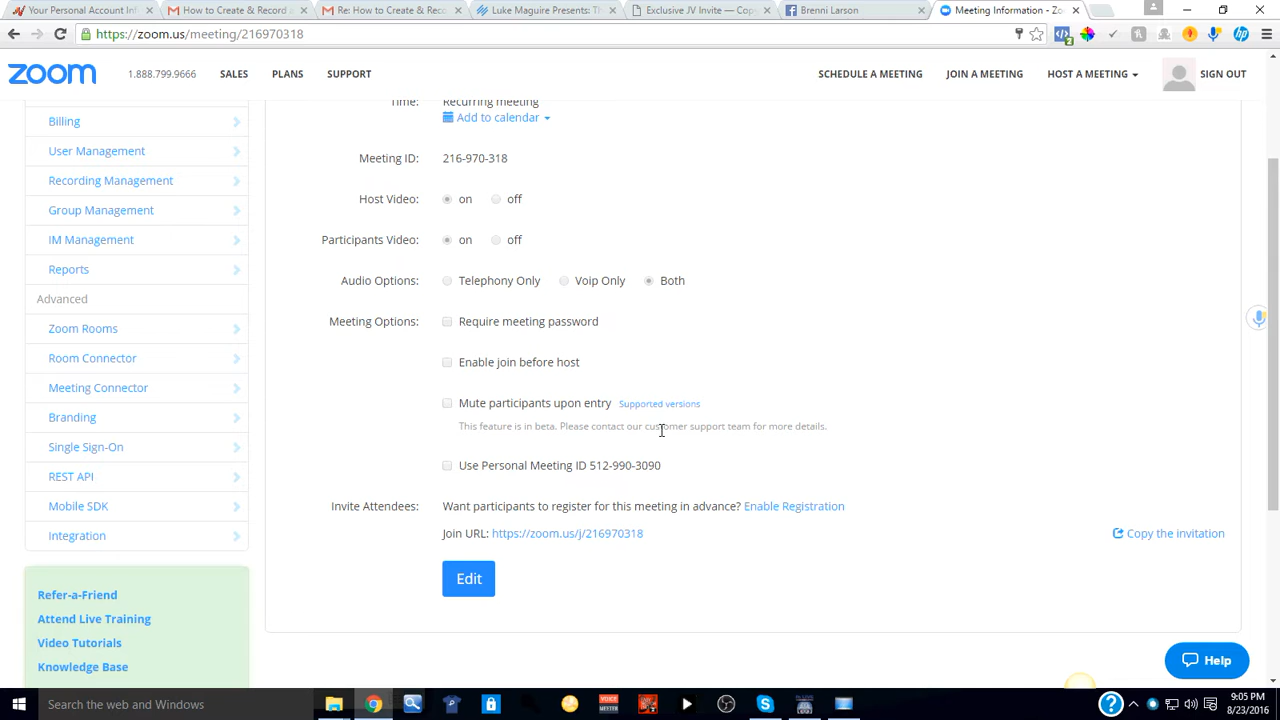 Your Personal Account In
How to Create & Record a
Re: How to Create & Rec
Luke Maguire Presents: Th
Exclusive JV Invite — Cop
Brenni Larson
Meeting Information - Zo
https://zoom.us/meeting/216970318
zoom
1.888.799.9666
SALES
PLANS
SUPPORT
SCHEDULE A MEETING
JOIN A MEETING
HOST A MEETING
SIGN OUT
Billing
User Management
Recording Management
Group Management
IM Management
Reports
Advanced
Zoom Rooms
Room Connector
Meeting Connector
Branding
Single Sign-On
REST API
Mobile SDK
Integration
Refer-a-Friend
Attend Live Training
Video Tutorials
Knowledge Base
Time: Recurring meeting
Add to calendar
Meeting ID: 216-970-318
Host Video: on off
Participants Video: on off
Audio Options: Telephony Only Voip Only Both
Meeting Options: Require meeting password
Enable join before host
Mute participants upon entry Supported versions
This feature is in beta. Please contact our customer support team for more details.
Use Personal Meeting ID 512-990-3090
Invite Attendees: Want participants to register for this meeting in advance? Enable Registration
Join URL: https://zoom.us/j/216970318
Copy the invitation
Edit
Help
Search the web and Windows
9:05 PM
8/23/2016